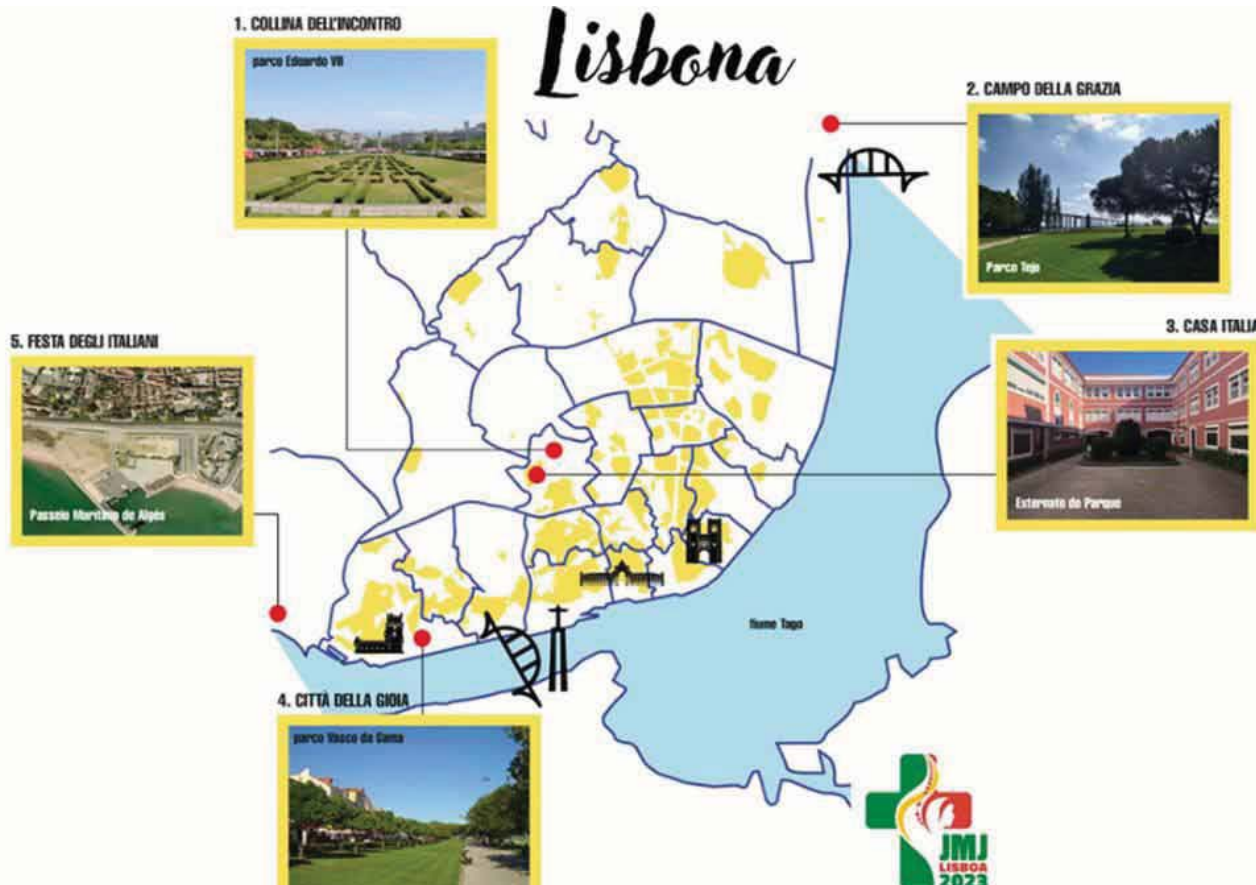 Lisbona
1. COLLINA DELL'INCONTRO
parco Edoardo VII
2. CAMPO DELLA GRAZIA
Parco Tejo
3. CASA ITALIA
Externato do Parque
5. FESTA DEGLI ITALIANI
Passeio Marítimo de Algés
fiume Tago
4. CITTÀ DELLA GIOIA
parco Vasco da Gama
JMJ
LISBOA
2023